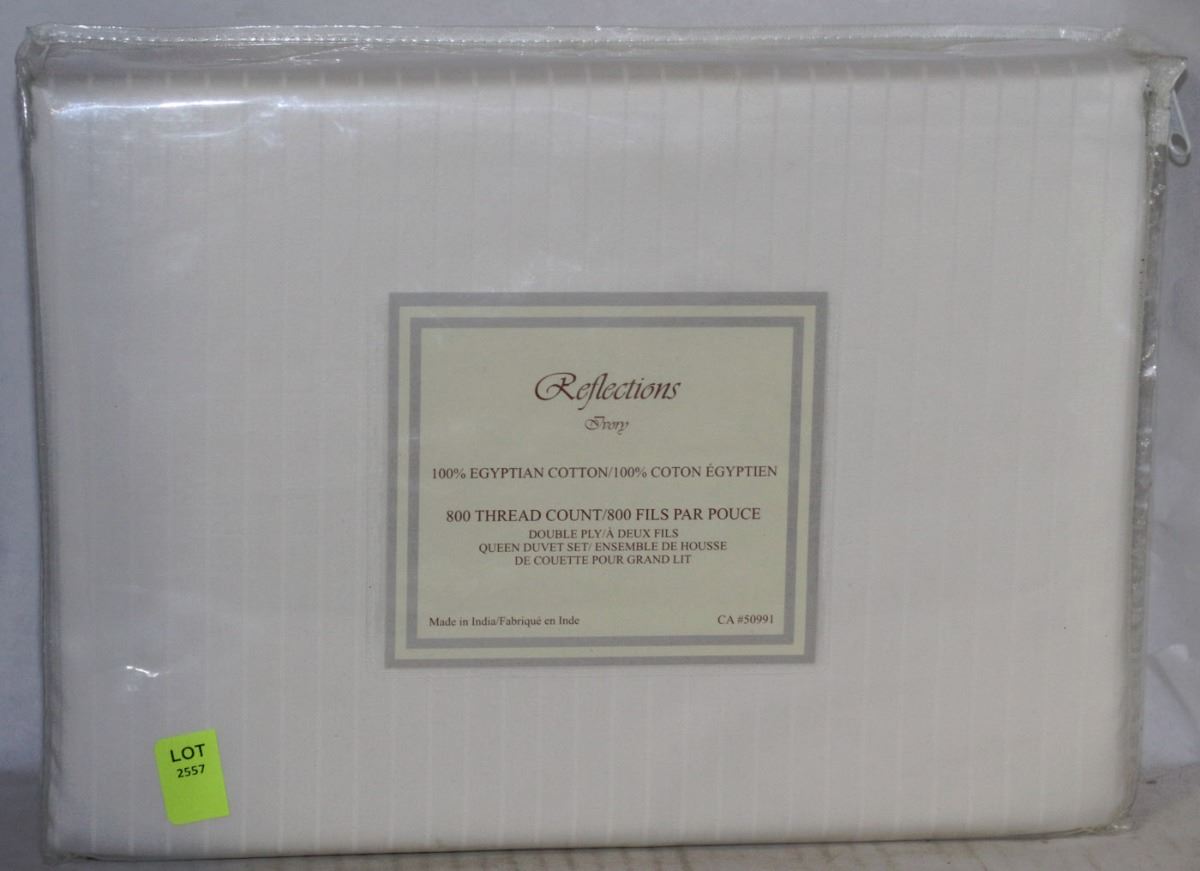 Reflections
Ivory
100% EGYPTIAN COTTON/100% COTON ÉGYPTIEN
800 THREAD COUNT/800 FILS PAR POUCE
DOUBLE PLY/À DEUX FILS
QUEEN DUVET SET/ ENSEMBLE DE HOUSSE
DE COUETTE POUR GRAND LIT
Made in India/Fabriqué en Inde CA #50991
LOT
2557